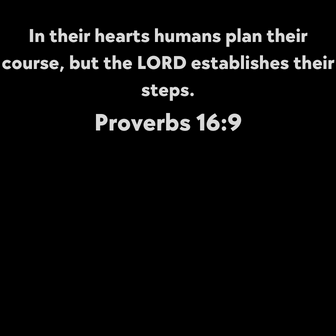 In their hearts humans plan their
course, but the LORD establishes their
steps.
Proverbs 16:9